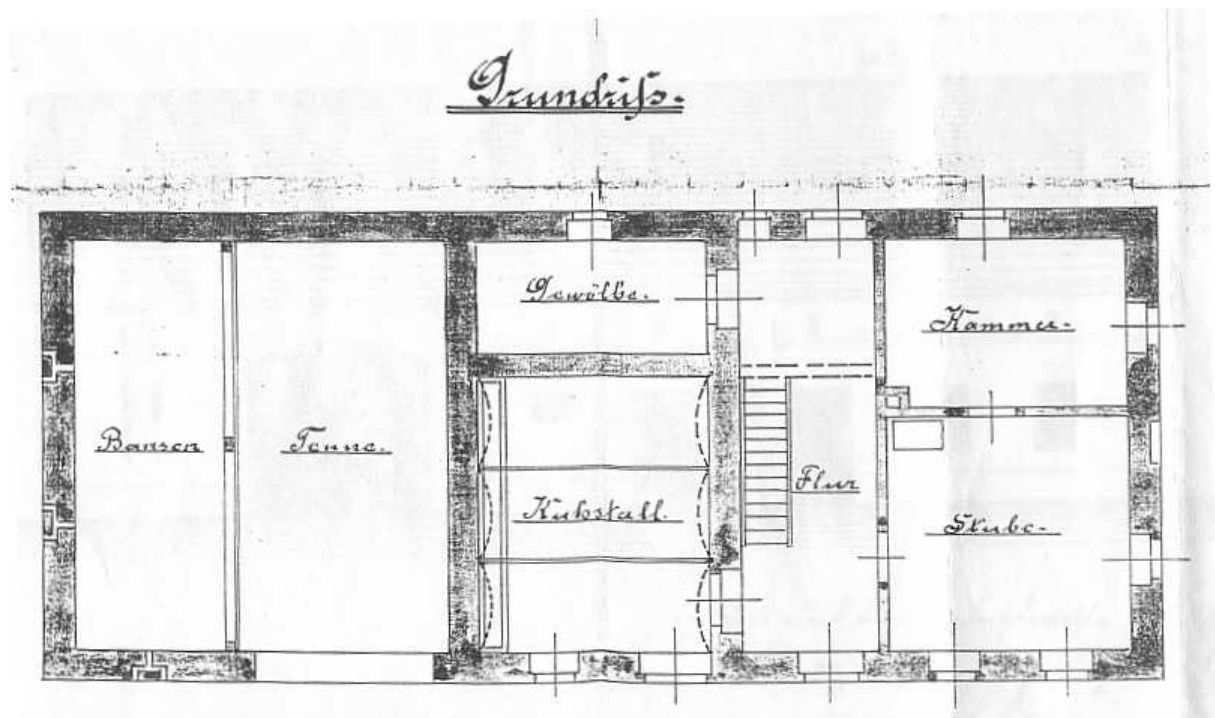 Grundriß.
Gewölbe.
Kammer.
Bansen
Tenne.
Kuhstall.
Flur
Stube.